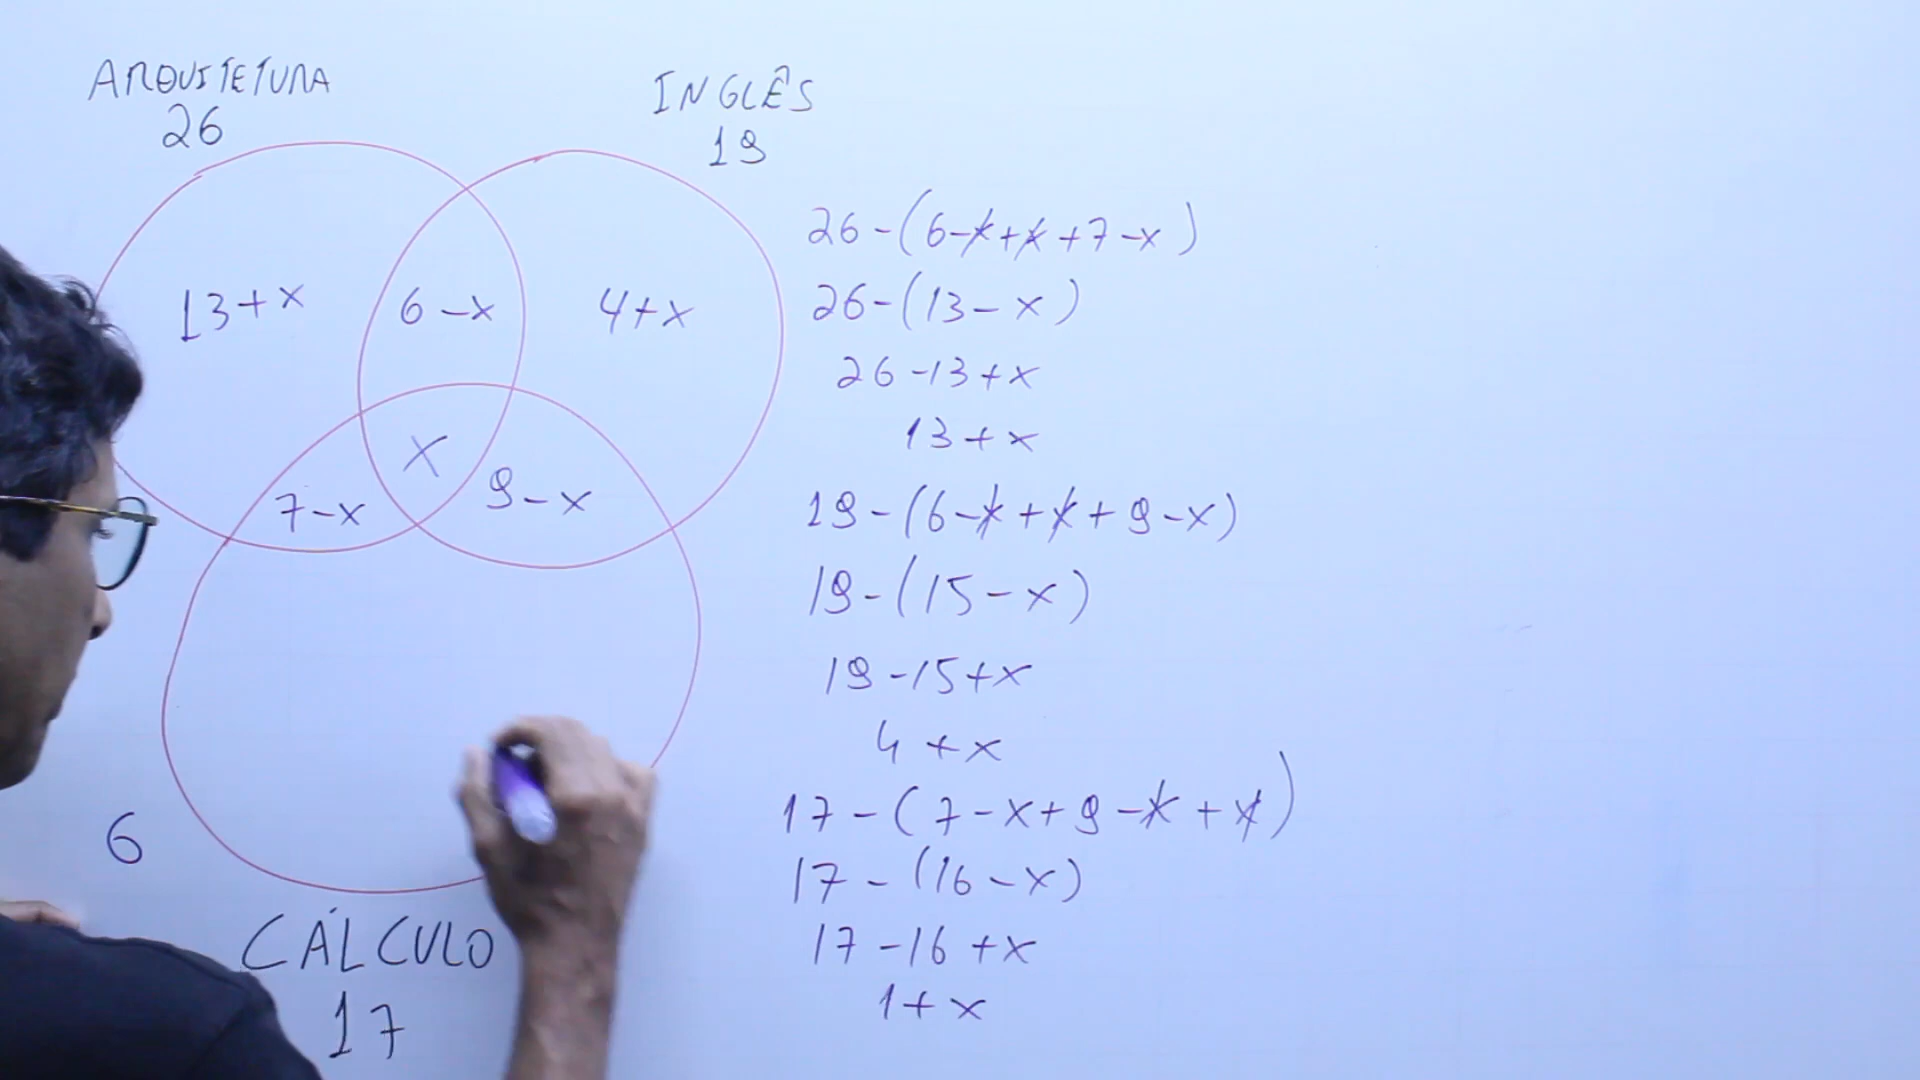 ARQUITETURA
26
INGLÊS
19
13+x
6-x
4+x
x
7-x
9-x
6
CÁLCULO
17
26-(6-x+x+7-x)
26-(13-x)
26-13+x
13+x
19-(6-x+x+9-x)
19-(15-x)
19-15+x
4+x
17-(7-x+9-x+x)
17-(16-x)
17-16+x
1+x